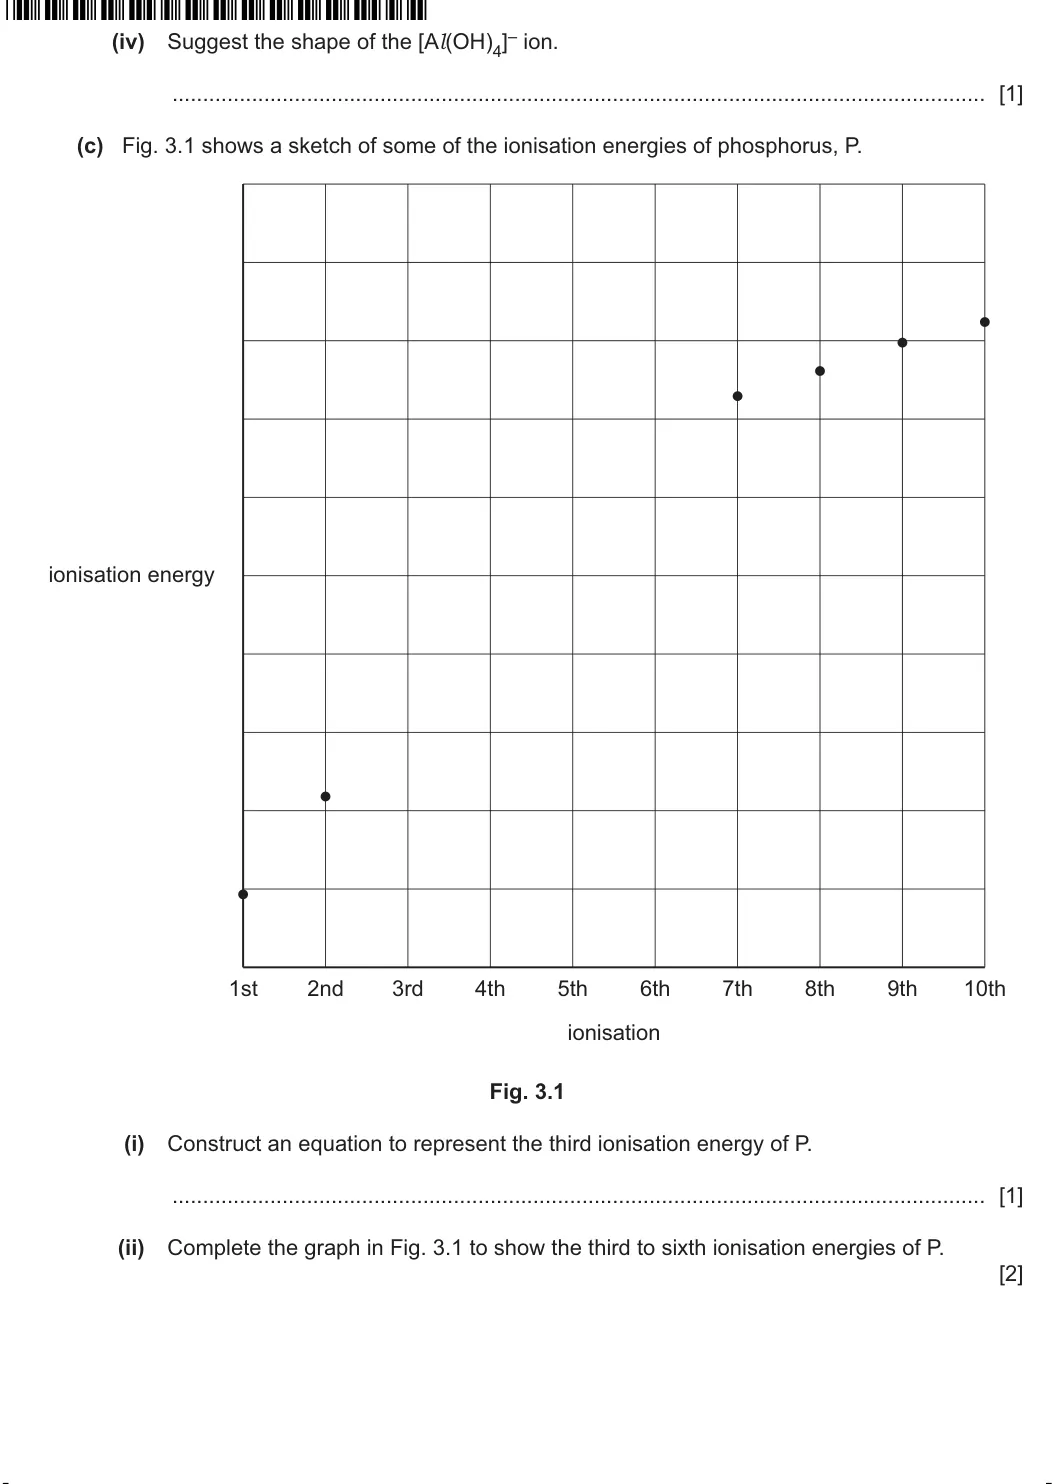 (iv) Suggest the shape of the [Al(OH)₄]⁻ ion.
.......................................................................................................................................... [1]
(c) Fig. 3.1 shows a sketch of some of the ionisation energies of phosphorus, P.
ionisation energy
1st 2nd 3rd 4th 5th 6th 7th 8th 9th 10th
ionisation
Fig. 3.1
(i) Construct an equation to represent the third ionisation energy of P.
.......................................................................................................................................... [1]
(ii) Complete the graph in Fig. 3.1 to show the third to sixth ionisation energies of P.
[2]